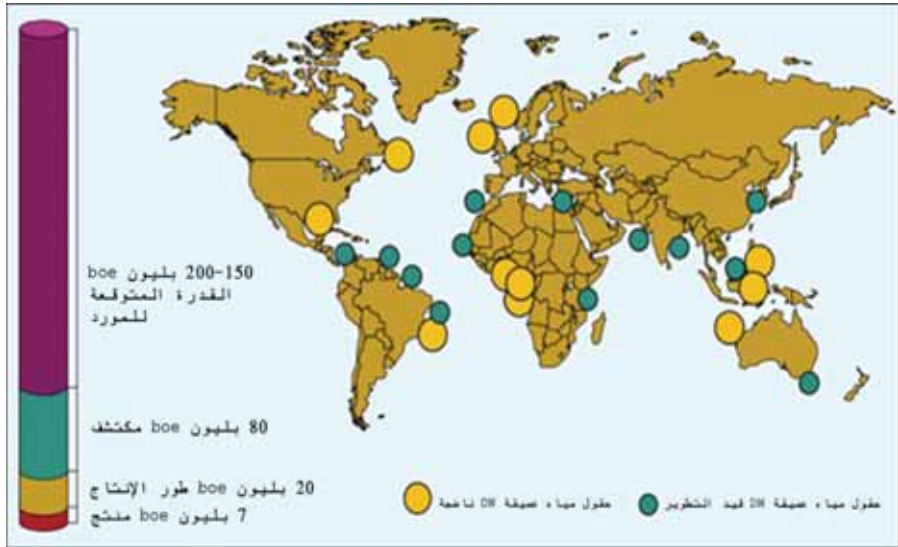 150-200 بليون boe
القدرة المتوقعة
للمورد
80 بليون boe مكتشف
20 بليون boe طور الإنتاج
7 بليون boe منتج
حقول مياه عميقة DW ناضجة
حقول مياه عميقة DW قيد التطوير